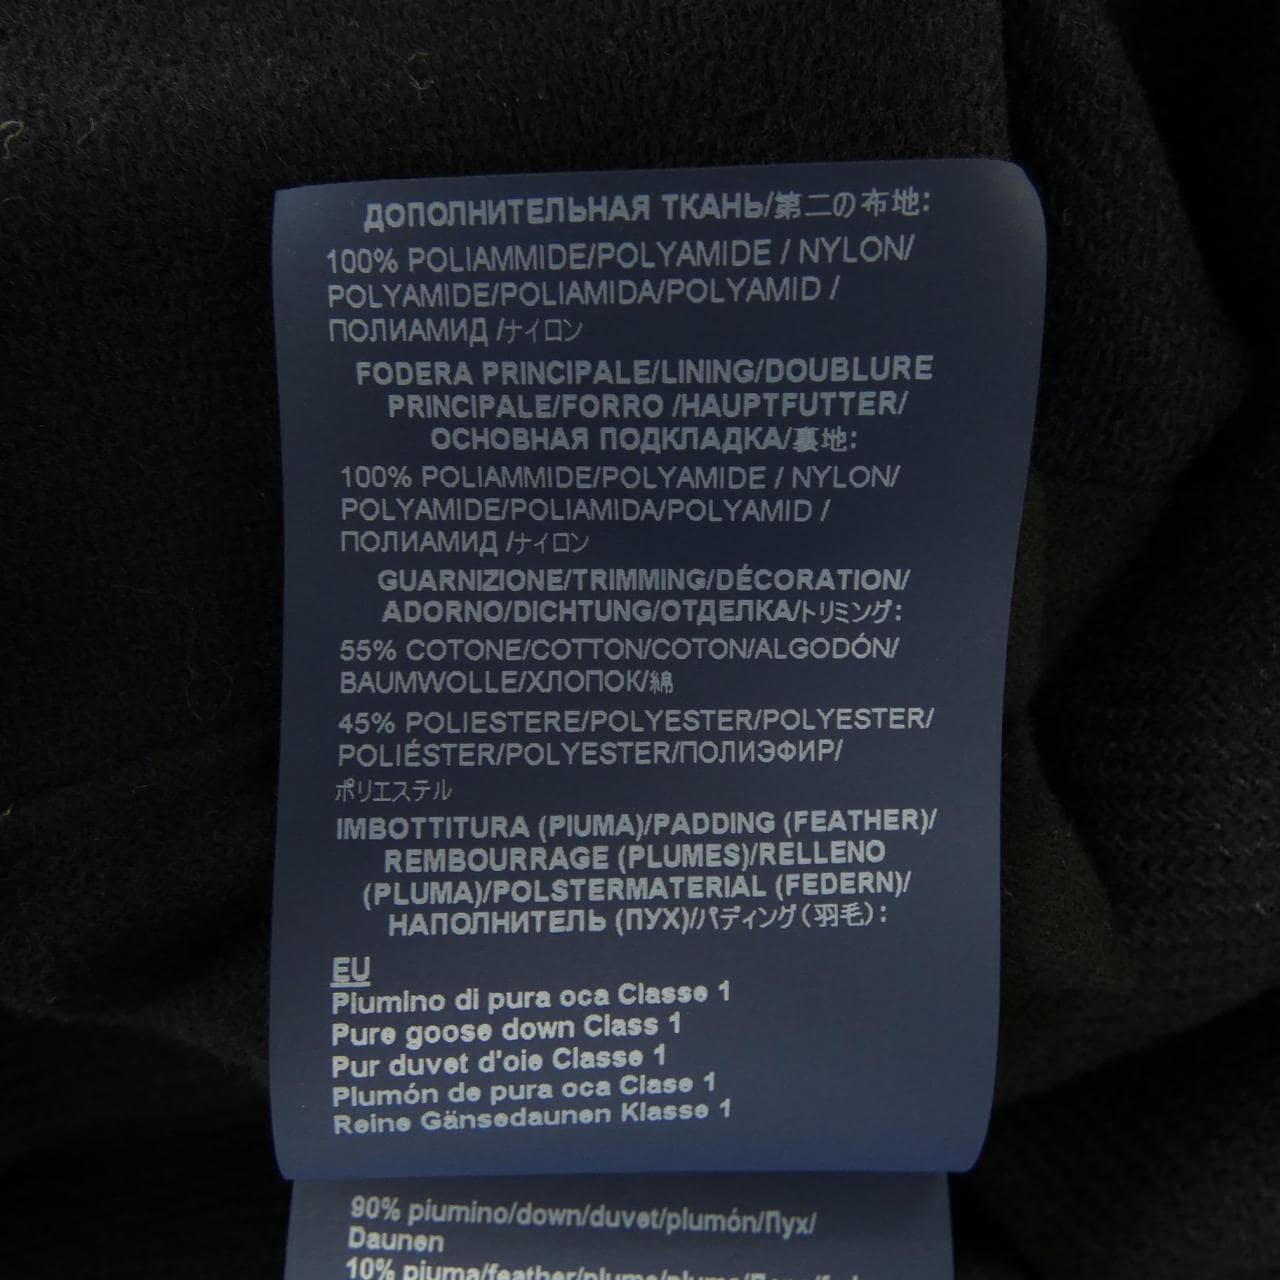 ДОПОЛНИТЕЛЬНАЯ ТКАНЬ/第二の布地:
100% POLIAMMIDE/POLYAMIDE / NYLON/
POLYAMIDE/POLIAMIDA/POLYAMID /
ПОЛИАМИД /ナイロン
FODERA PRINCIPALE/LINING/DOUBLURE
PRINCIPALE/FORRO /HAUPTFUTTER/
ОСНОВНАЯ ПОДКЛАДКА/裏地:
100% POLIAMMIDE/POLYAMIDE / NYLON/
POLYAMIDE/POLIAMIDA/POLYAMID /
ПОЛИАМИД /ナイロン
GUARNIZIONE/TRIMMING/DÉCORATION/
ADORNO/DICHTUNG/ОТДЕЛКА/トリミング:
55% COTONE/COTTON/COTON/ALGODÓN/
BAUMWOLLE/ХЛОПОК/綿
45% POLIESTERE/POLYESTER/POLYESTER/
POLIÉSTER/POLYESTER/ПОЛИЭФИР/
ポリエステル
IMBOTTITURA (PIUMA)/PADDING (FEATHER)/
REMBOURRAGE (PLUMES)/RELLENO
(PLUMA)/POLSTERMATERIAL (FEDERN)/
НАПОЛНИТЕЛЬ (ПУХ)/パディング(羽毛):
EU
Piumino di pura oca Classe 1
Pure goose down Class 1
Pur duvet d'oie Classe 1
Plumón de pura oca Clase 1
Reine Gänsedaunen Klasse 1
90% piumino/down/duvet/plumón/Пух/
Daunen
10% piuma/feather/plume/